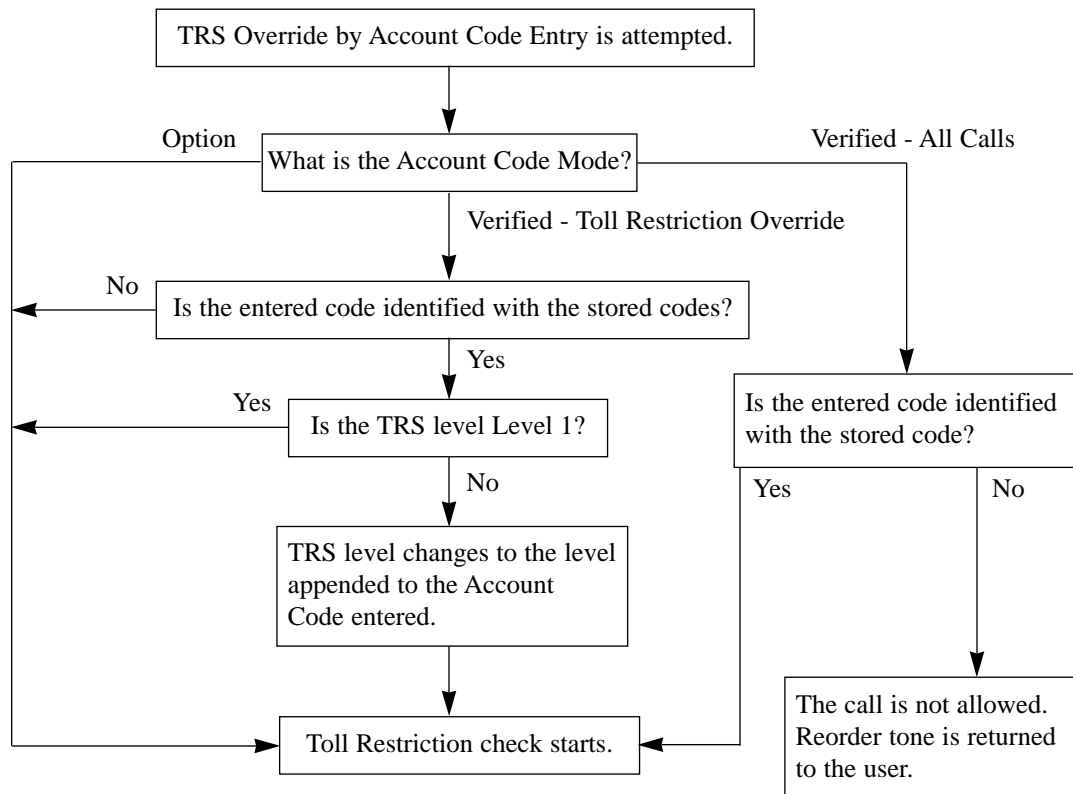 TRS Override by Account Code Entry is attempted.
Option
Verified - All Calls
What is the Account Code Mode?
Verified - Toll Restriction Override
No
Is the entered code identified with the stored codes?
Yes
Yes
Is the TRS level Level 1?
Is the entered code identified
with the stored code?
No
Yes
No
TRS level changes to the level
appended to the Account
Code entered.
The call is not allowed.
Reorder tone is returned
to the user.
Toll Restriction check starts.